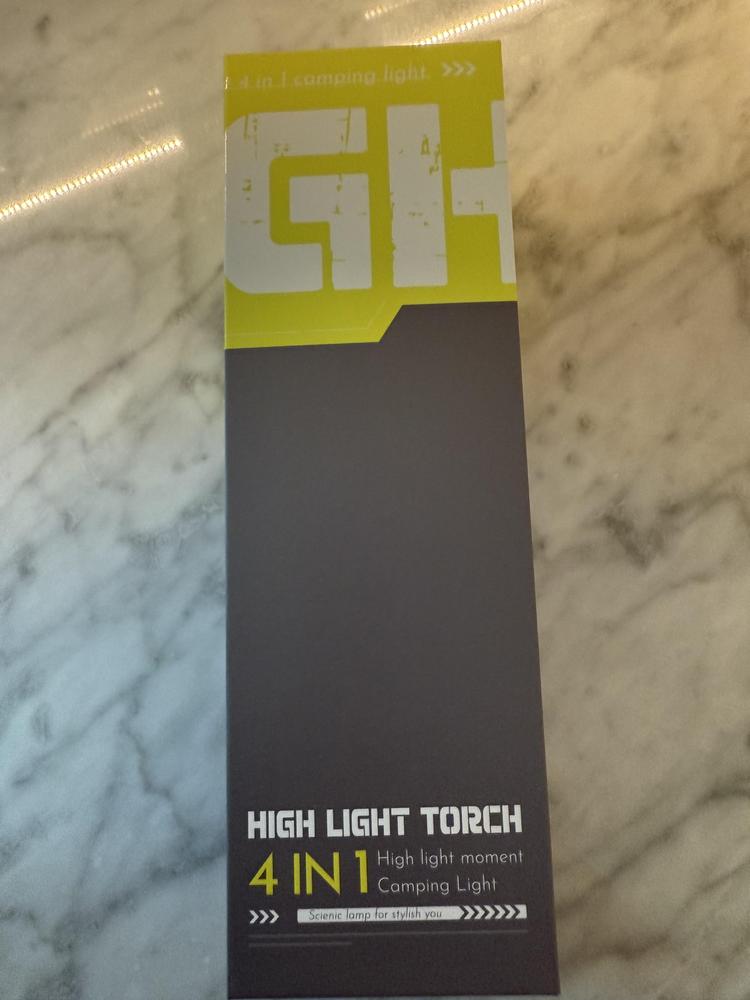 4 in 1 camping light. >>>
GH
HIGH LIGHT TORCH
4 IN 1
High light moment
Camping Light
>>> Scienic lamp for stylish you >>>>>>>